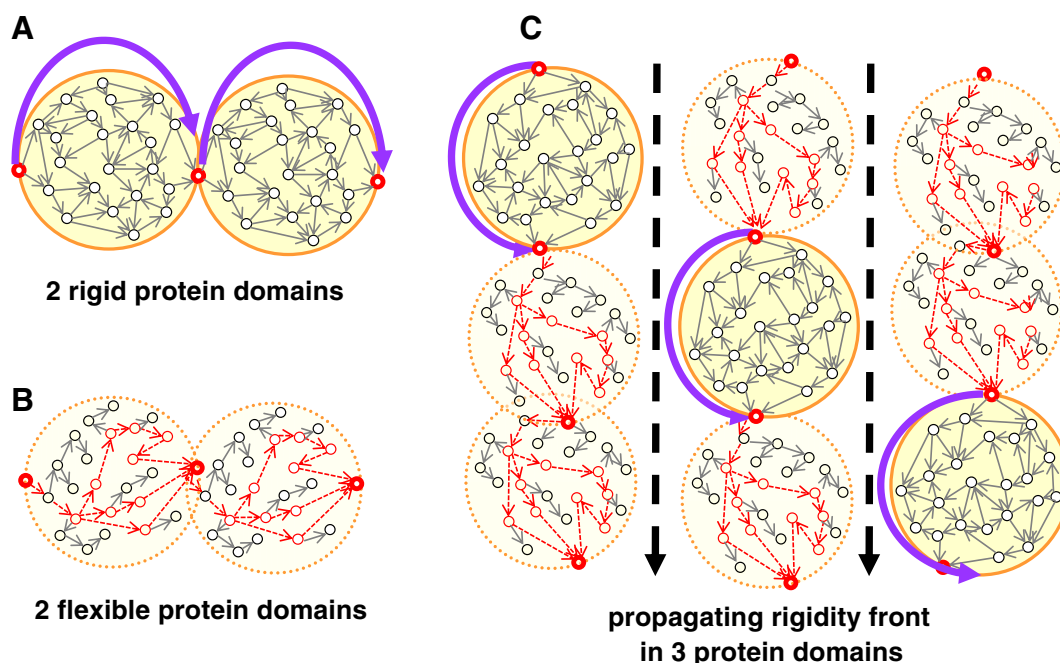 A
2 rigid protein domains
B
2 flexible protein domains
C
propagating rigidity front
in 3 protein domains